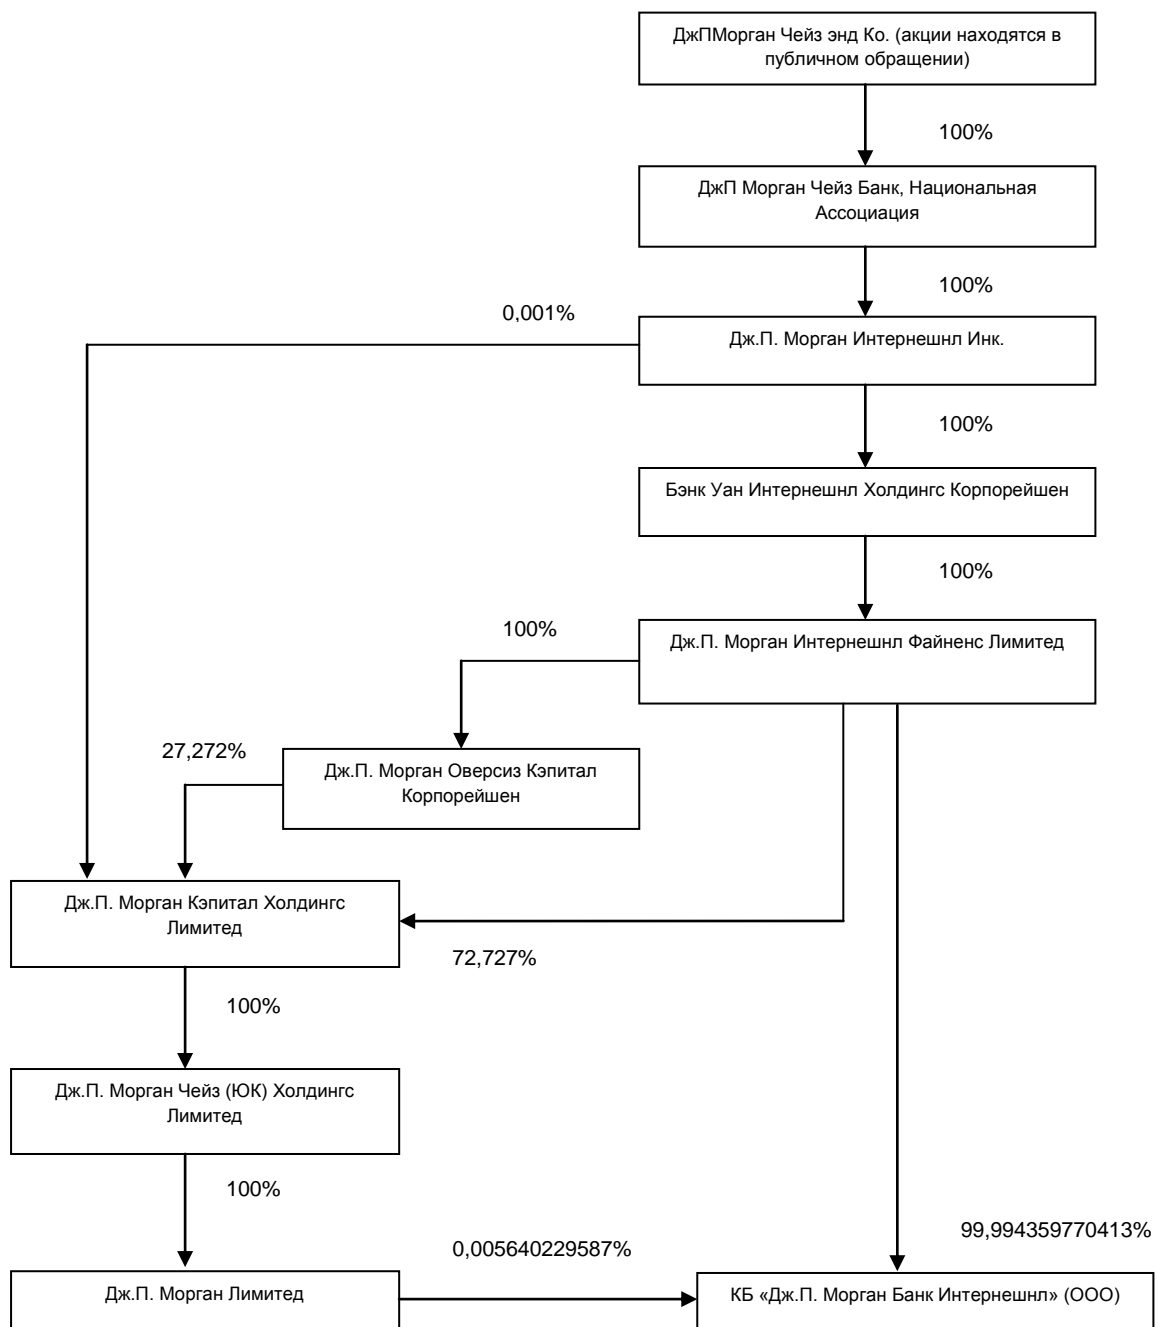 ДжПМорган Чейз энд Ко. (акции находятся в
публичном обращении)
100%
ДжП Морган Чейз Банк, Национальная
Ассоциация
100%
0,001%
Дж.П. Морган Интернешнл Инк.
100%
Бэнк Уан Интернешнл Холдингс Корпорейшен
100%
100%
Дж.П. Морган Интернешнл Файненс Лимитед
27,272%
Дж.П. Морган Оверсиз Кэпитал
Корпорейшен
Дж.П. Морган Кэпитал Холдингс
Лимитед
72,727%
100%
Дж.П. Морган Чейз (ЮК) Холдингс
Лимитед
100%
99,994359770413%
0,005640229587%
Дж.П. Морган Лимитед
КБ «Дж.П. Морган Банк Интернешнл» (ООО)